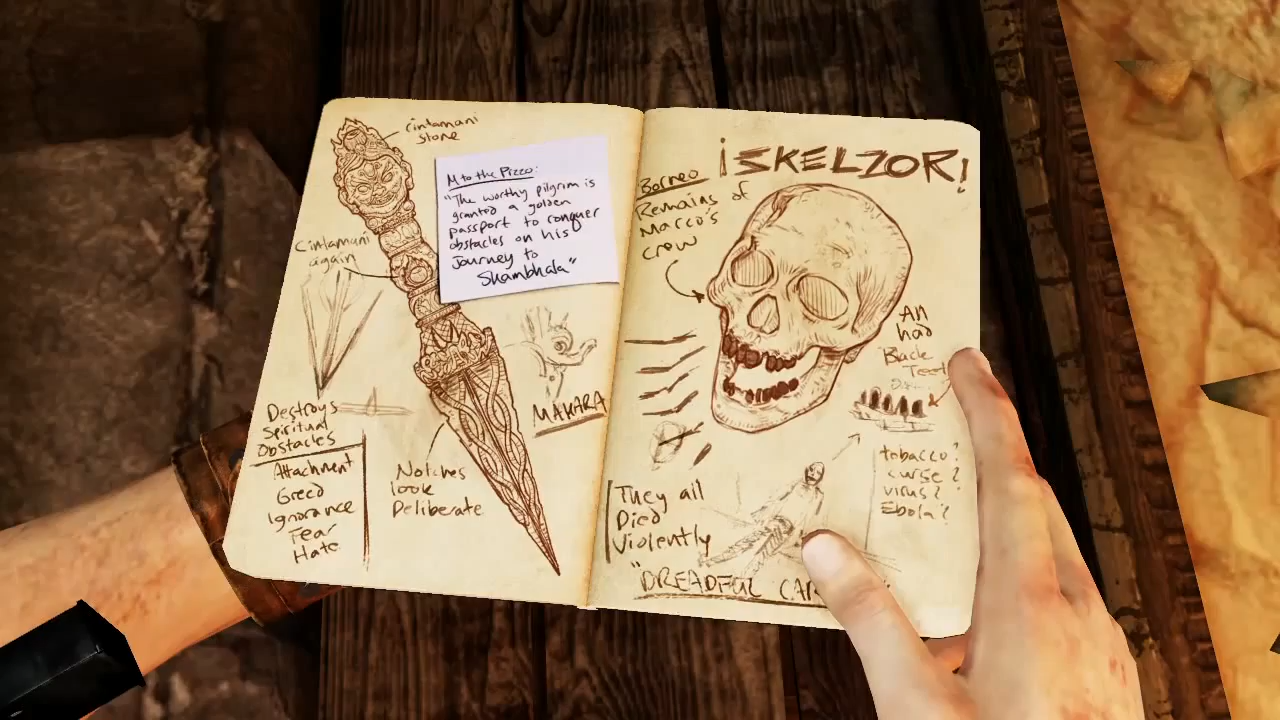 Cintamani
stone
M to the Pizzo:
"The worthy pilgrim is
granted a golden
passport to conquer
obstacles on his
Journey to
Shambhala"
Cintamani
again
MAKARA
Destroys
Spiritual
Obstacles
Attachment
Greed
Ignorance
Fear
Hate
Notches
look
Deliberate
¡SKELZOR!
Borneo
Remains of
Marco's
crew
All
had
Black
Teeth
tobacco?
curse?
virus?
Ebola?
They all
Died
Violently
"DREADFUL